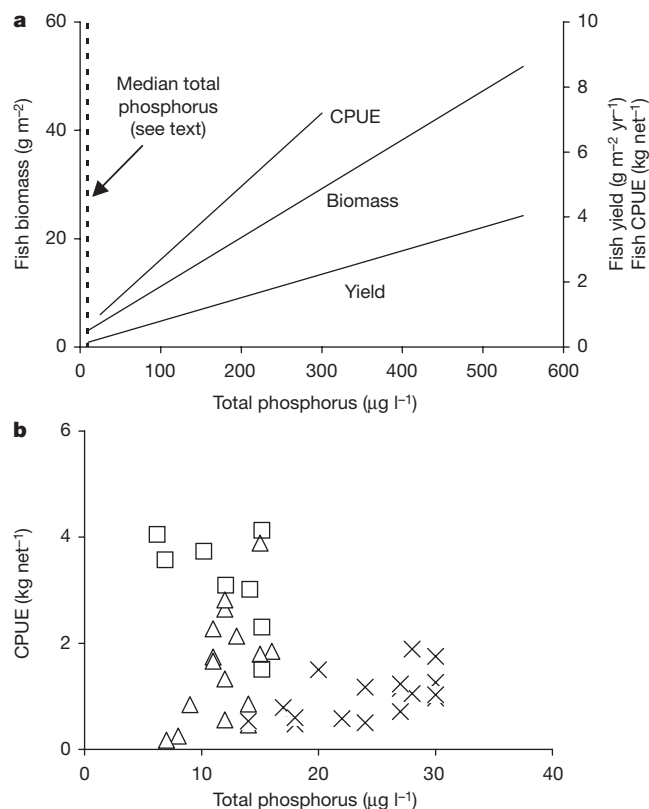 a
60
10
Median total
phosphorus
(see text)
CPUE
Biomass
Yield
40
20
0
8
6
4
2
0
Fish biomass (g m⁻²)
Fish yield (g m⁻² yr⁻¹)
Fish CPUE (kg net⁻¹)
0 100 200 300 400 500 600
Total phosphorus (µg l⁻¹)
b
6
4
2
0
CPUE (kg net⁻¹)
0 10 20 30 40
Total phosphorus (µg l⁻¹)